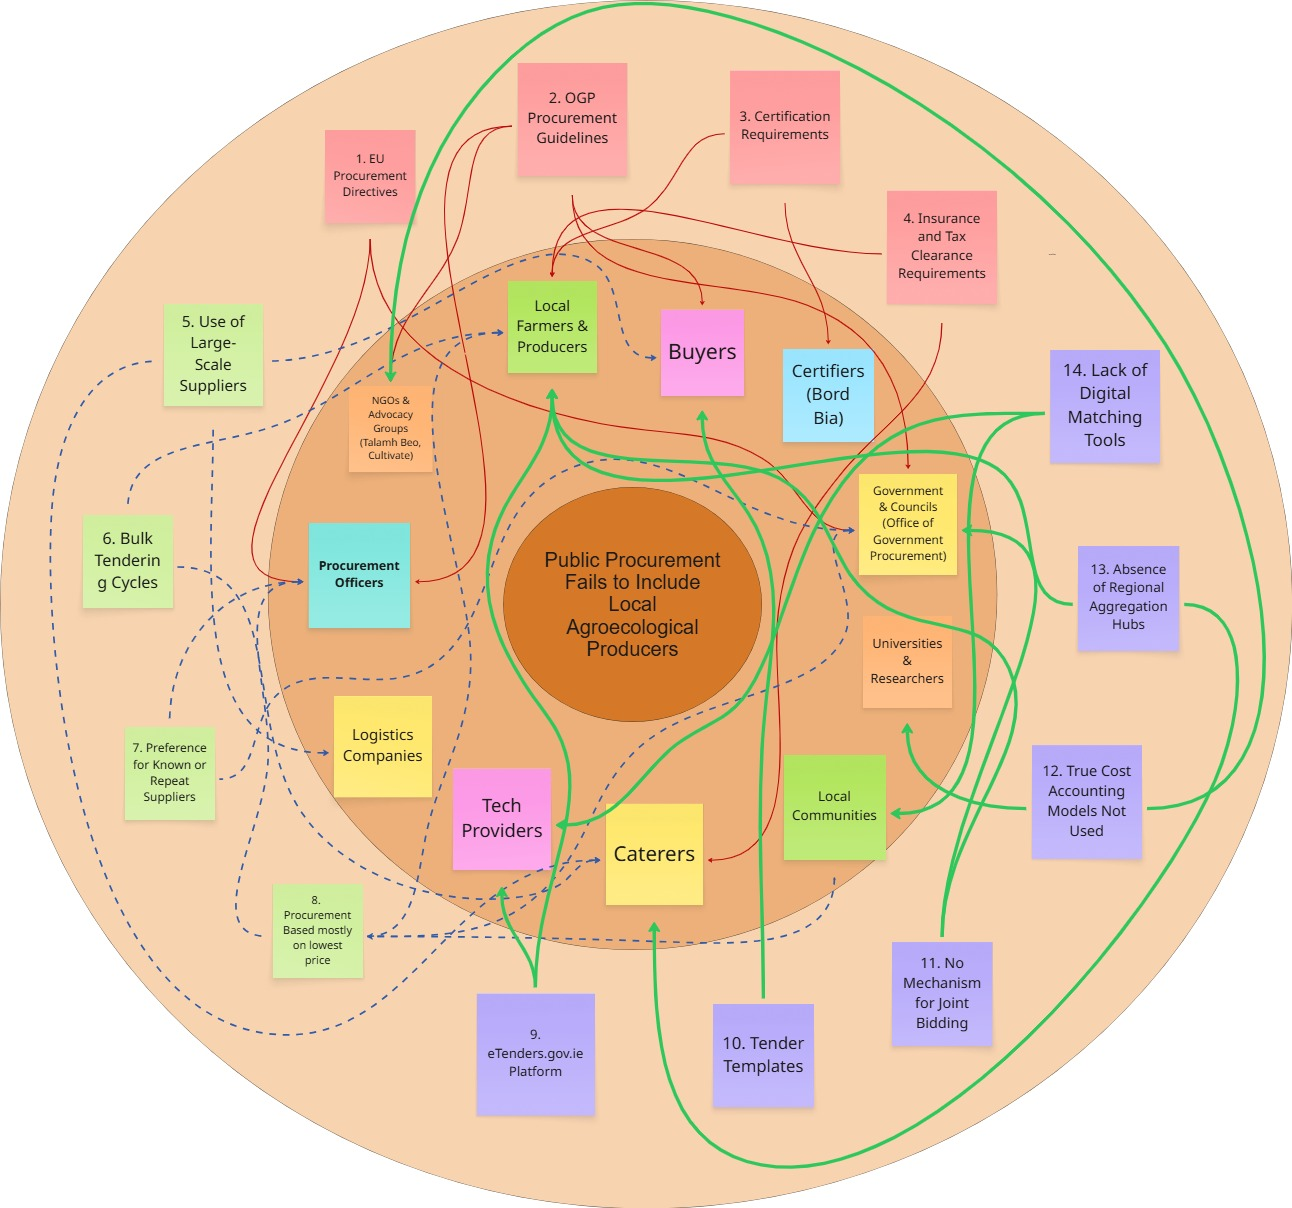 2. OGP
Procurement
Guidelines
3. Certification
Requirements
1. EU
Procurement
Directives
4. Insurance
and Tax
Clearance
Requirements
5. Use of
Large-
Scale
Suppliers
Local
Farmers &
Producers
Buyers
Certifiers
(Bord
Bia)
14. Lack of
Digital
Matching
Tools
NGOs &
Advocacy
Groups
(Talamh Beo,
Cultivate)
Government
& Councils
(Office of
Government
Procurement)
6. Bulk
Tenderin
g Cycles
Procurement
Officers
Public Procurement
Fails to Include
Local
Agroecological
Producers
13. Absence
of Regional
Aggregation
Hubs
Universities
&
Researchers
7. Preference
for Known or
Repeat
Suppliers
Logistics
Companies
Tech
Providers
Caterers
Local
Communities
12. True Cost
Accounting
Models Not
Used
8.
Procurement
Based mostly
on lowest
price
9.
eTenders.gov.ie
Platform
10. Tender
Templates
11. No
Mechanism
for Joint
Bidding